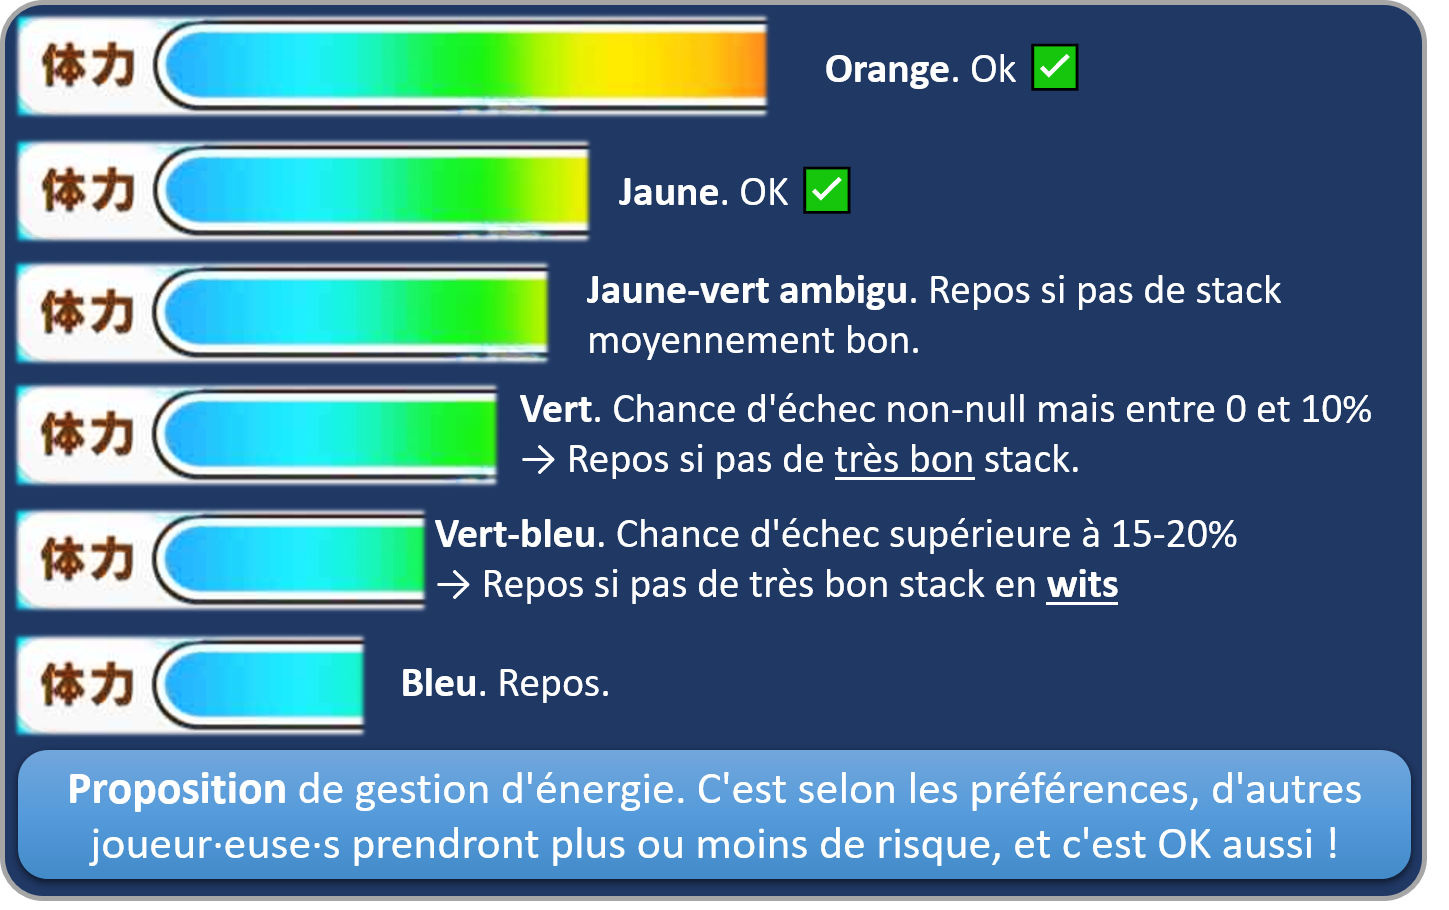 体力
Orange. Ok ✅
体力
Jaune. OK ✅
体力
Jaune-vert ambigu. Repos si pas de stack
moyennement bon.
体力
Vert. Chance d'échec non-null mais entre 0 et 10%
→ Repos si pas de très bon stack.
体力
Vert-bleu. Chance d'échec supérieure à 15-20%
→ Repos si pas de très bon stack en wits
体力
Bleu. Repos.
Proposition de gestion d'énergie. C'est selon les préférences, d'autres
joueur·euse·s prendront plus ou moins de risque, et c'est OK aussi !